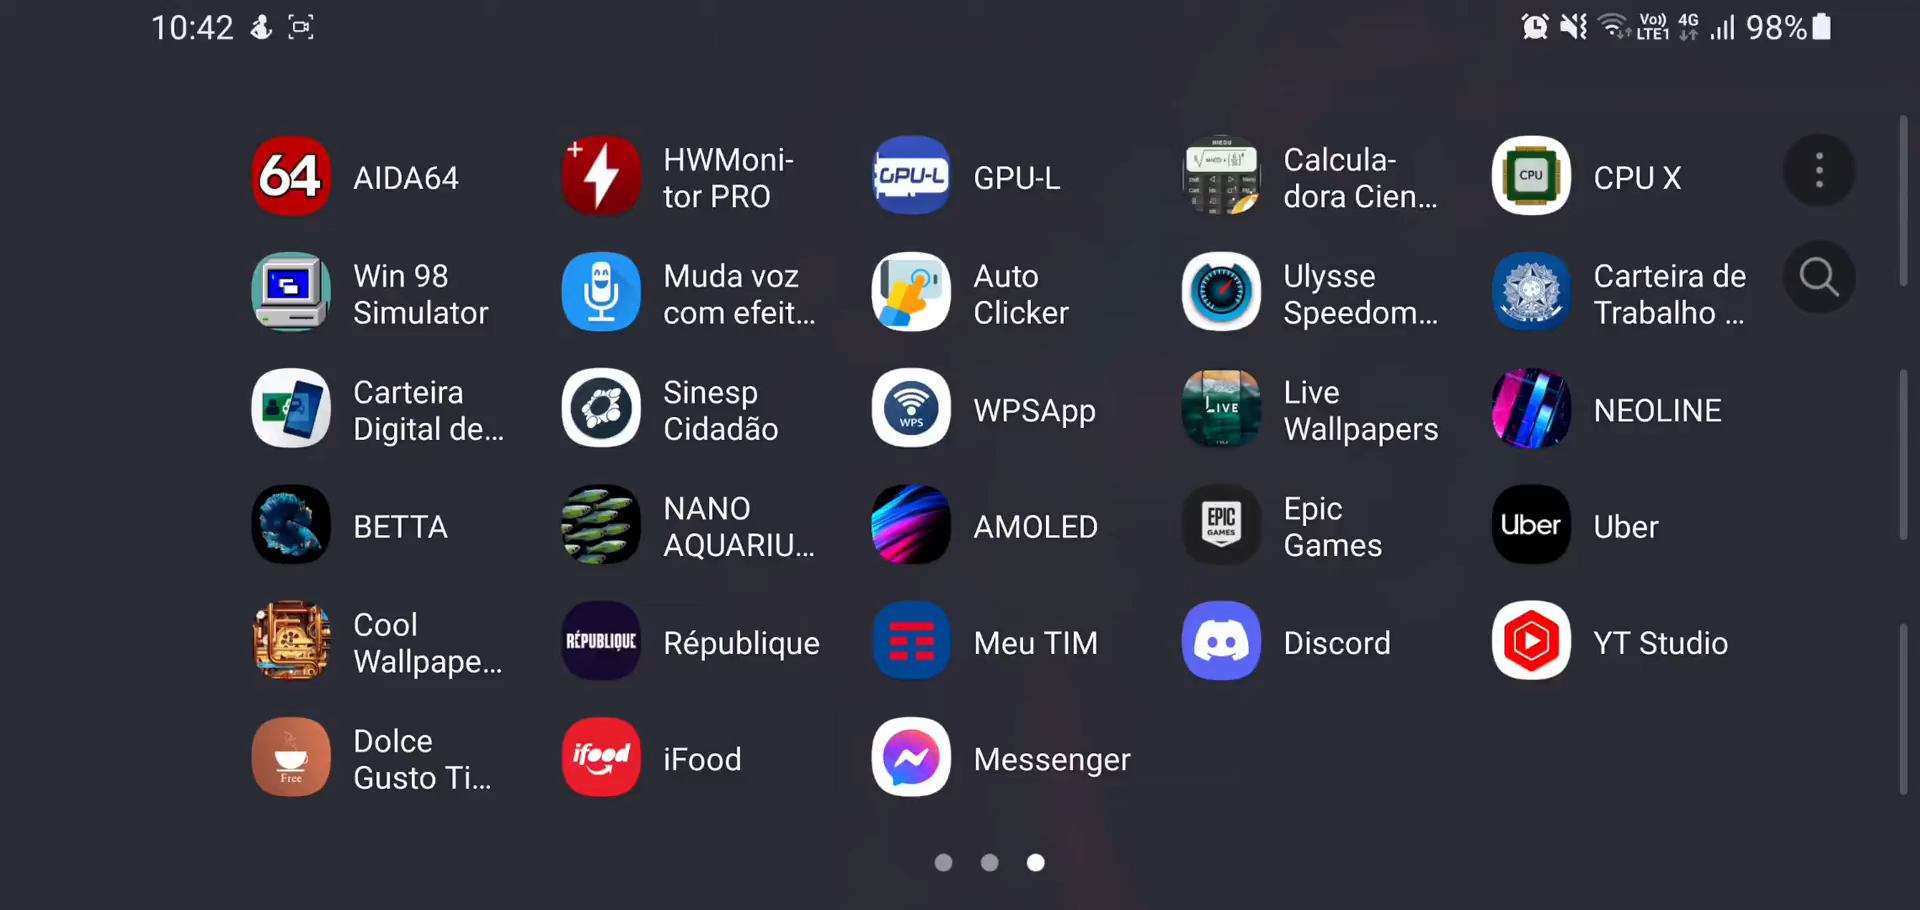 10:42
Vo)) LTE1 4G 98%
64 AIDA64
HWMoni-
tor PRO
GPU-L GPU-L
Calcula-
dora Cien...
CPU CPU X
Win 98
Simulator
Muda voz
com efeit...
Auto
Clicker
Ulysse
Speedom...
Carteira de
Trabalho ...
Carteira
Digital de...
Sinesp
Cidadão
WPS WPSApp
LIVE Live
Wallpapers
NEOLINE
BETTA
NANO
AQUARIU...
AMOLED
EPIC
GAMES
Epic
Games
Uber Uber
Cool
Wallpape...
RÉPUBLIQUE République
Meu TIM
Discord
YT Studio
Free
Dolce
Gusto Ti...
ifood iFood
Messenger